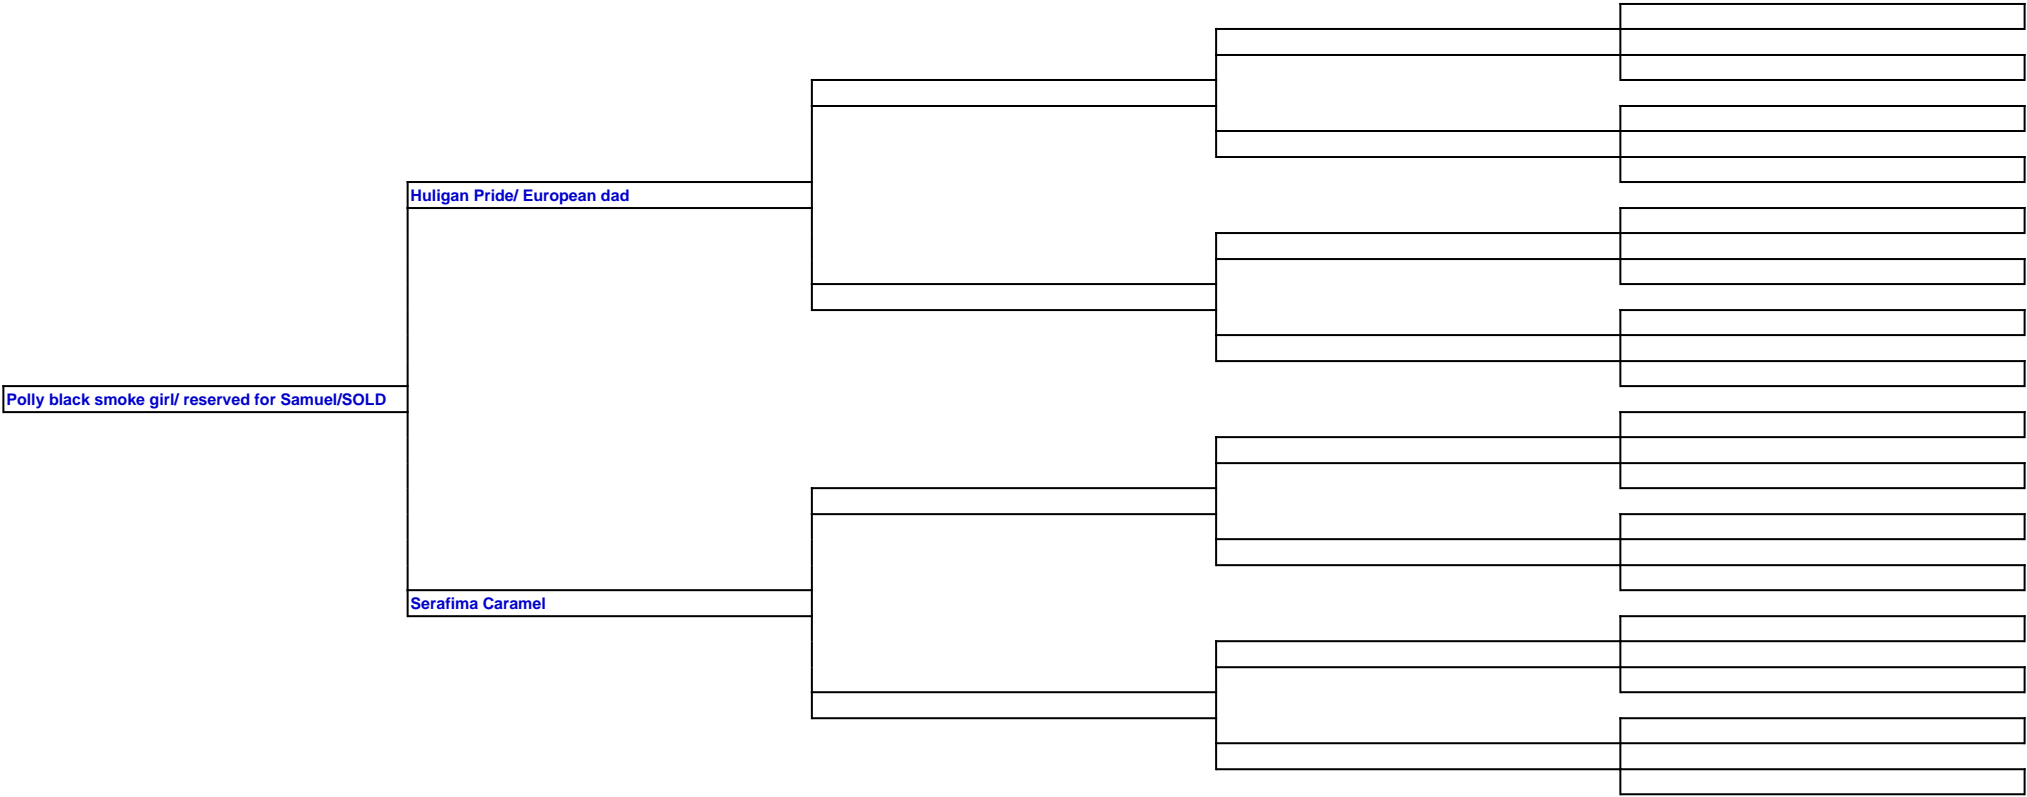 Huligan Pride/ European dad
Polly black smoke girl/ reserved for Samuel/SOLD
Serafima Caramel